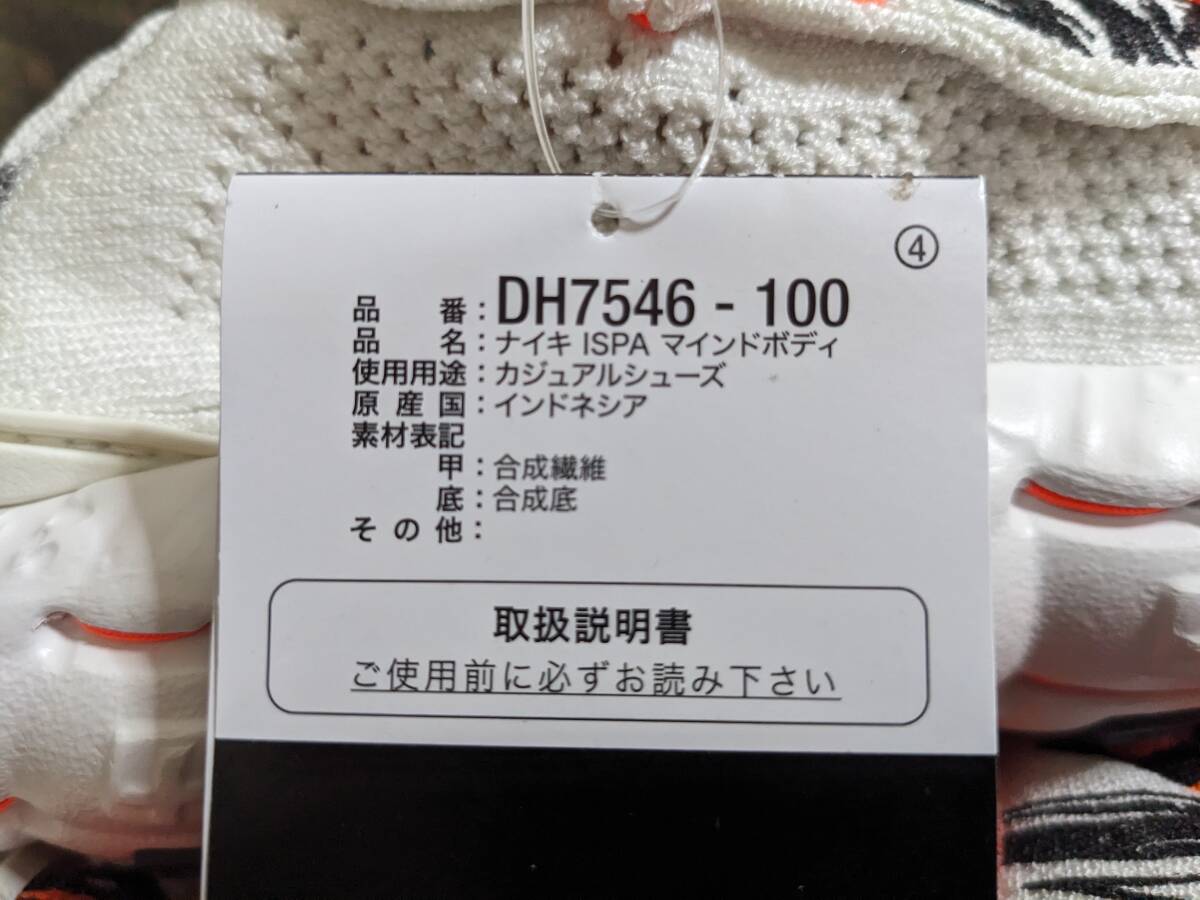 ④
品番：DH7546 - 100
品名：ナイキ ISPA マインドボディ
使用用途：カジュアルシューズ
原産国：インドネシア
素材表記
甲：合成繊維
底：合成底
その他：
取扱説明書
ご使用前に必ずお読み下さい